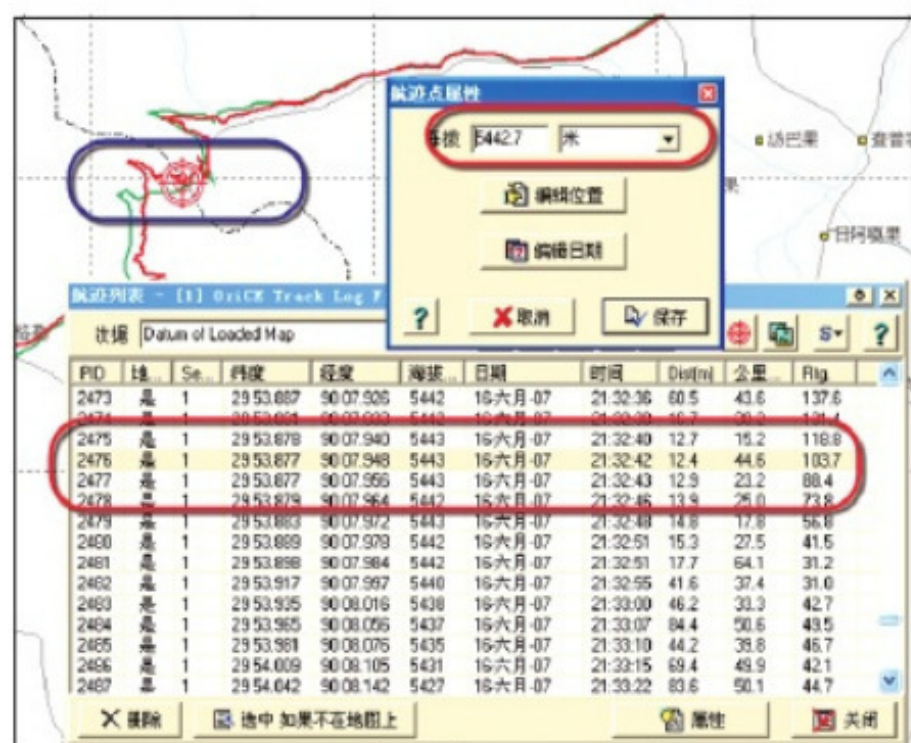 航迹点属性
海拔 5442.7 米
访巴果
查普
果
编辑位置
日阿嘎果
编辑日期
航迹列表 - [1] OziCE Track Log F
取消
保存
?
数据 Datum of Loaded Map
S
?
PID 地... Se... 纬度 经度 海拔... 日期 时间 Dist(m) 公里... Brg.
2473 是 1 29 53.887 90 07.926 5442 16-六月-07 21:32:36 60.5 43.6 137.6
2475 是 1 29 53.878 90 07.940 5443 16-六月-07 21:32:40 12.7 15.2 118.8
2476 是 1 29 53.877 90 07.948 5443 16-六月-07 21:32:42 12.4 44.6 103.7
2477 是 1 29 53.877 90 07.956 5443 16-六月-07 21:32:43 12.9 23.2 88.4
2478 是 1 29 53.879 90 07.964 5442 16-六月-07 21:32:46 13.9 25.0 73.8
2479 是 1 29 53.883 90 07.972 5443 16-六月-07 21:32:48 14.8 17.8 56.8
2480 是 1 29 53.889 90 07.978 5442 16-六月-07 21:32:51 15.3 27.5 41.5
2481 是 1 29 53.898 90 07.984 5442 16-六月-07 21:32:51 17.7 64.1 31.2
2482 是 1 29 53.917 90 07.997 5440 16-六月-07 21:32:55 41.6 37.4 31.0
2483 是 1 29 53.935 90 08.016 5438 16-六月-07 21:33:00 46.2 33.3 42.7
2484 是 1 29 53.965 90 08.056 5437 16-六月-07 21:33:07 84.4 50.6 49.5
2485 是 1 29 53.981 90 08.076 5435 16-六月-07 21:33:10 44.2 39.8 46.7
2486 是 1 29 54.009 90 08.105 5431 16-六月-07 21:33:15 69.4 49.9 42.1
2487 是 1 29 54.042 90 08.142 5427 16-六月-07 21:33:22 83.6 50.1 44.7
删除 选中 如果不在地图上 属性 关闭